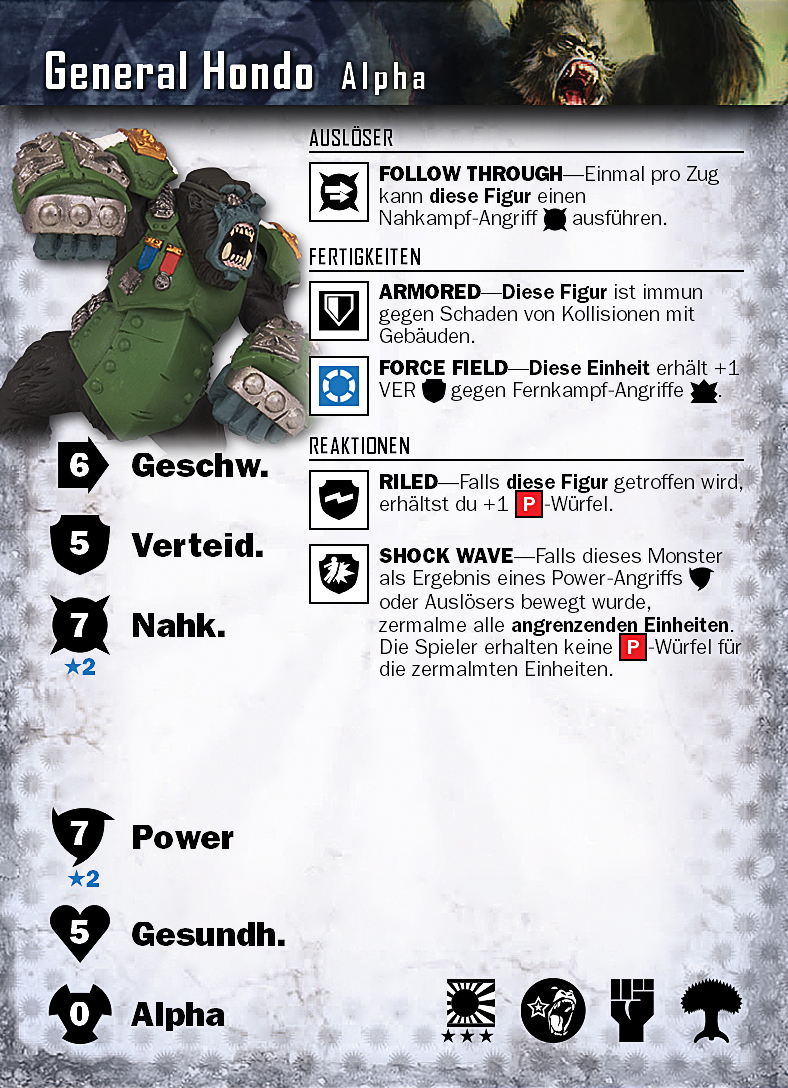 General Hondo Alpha
AUSLÖSER
FOLLOW THROUGH—Einmal pro Zug
kann diese Figur einen
Nahkampf-Angriff ausführen.
FERTIGKEITEN
ARMORED—Diese Figur ist immun
gegen Schaden von Kollisionen mit
Gebäuden.
FORCE FIELD—Diese Einheit erhält +1
VER gegen Fernkampf-Angriffe .
REAKTIONEN
RILED—Falls diese Figur getroffen wird,
erhältst du +1 P-Würfel.
SHOCK WAVE—Falls dieses Monster
als Ergebnis eines Power-Angriffs
oder Auslösers bewegt wurde,
zermalme alle angrenzenden Einheiten.
Die Spieler erhalten keine P-Würfel für
die zermalmten Einheiten.
6 Geschw.
5 Verteid.
7 Nahk.
★2
7 Power
★2
5 Gesundh.
0 Alpha